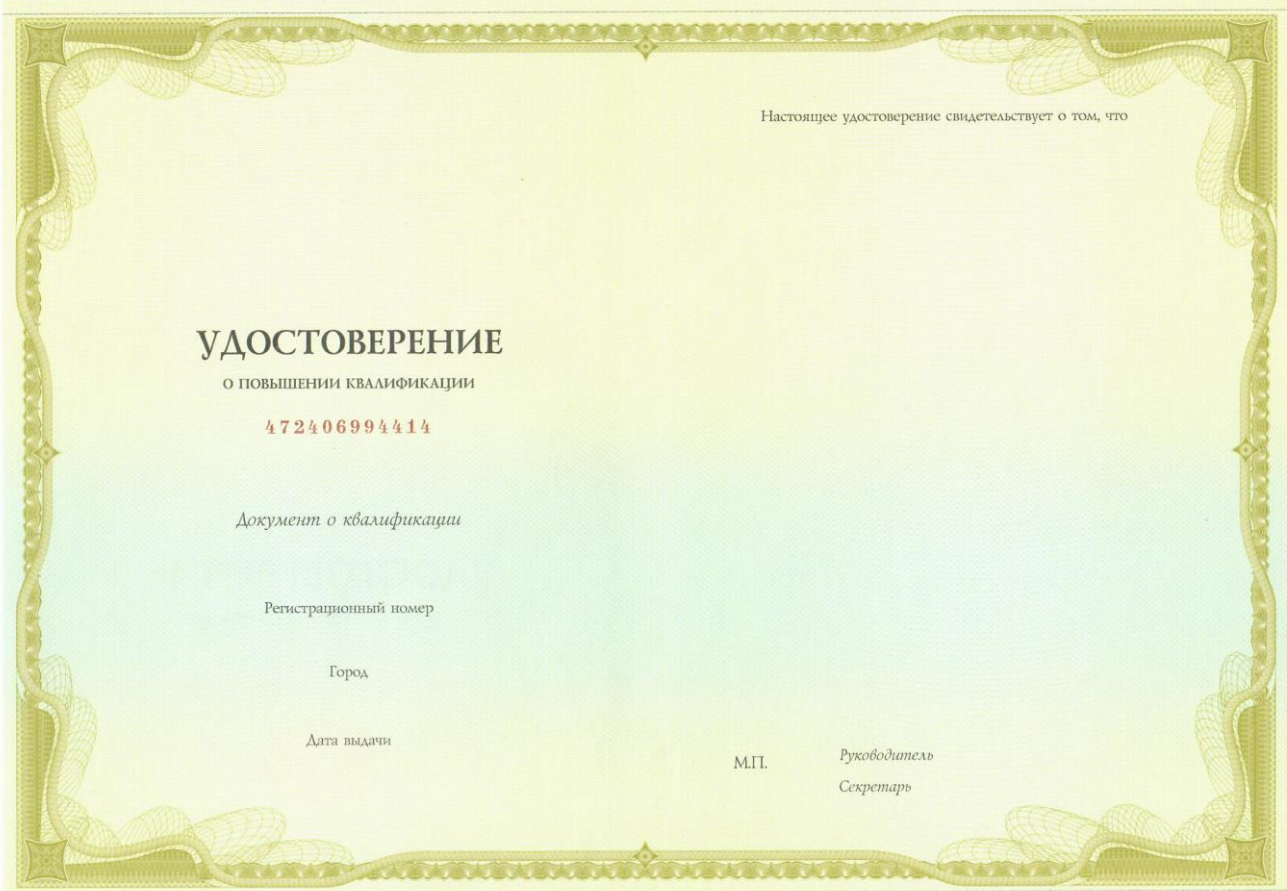 УДОСТОВЕРЕНИЕ
О ПОВЫШЕНИИ КВАЛИФИКАЦИИ
472406994414
Документ о квалификации
Регистрационный номер
Город
Дата выдачи
Настоящее удостоверение свидетельствует о том, что
М.П.
Руководитель
Секретарь